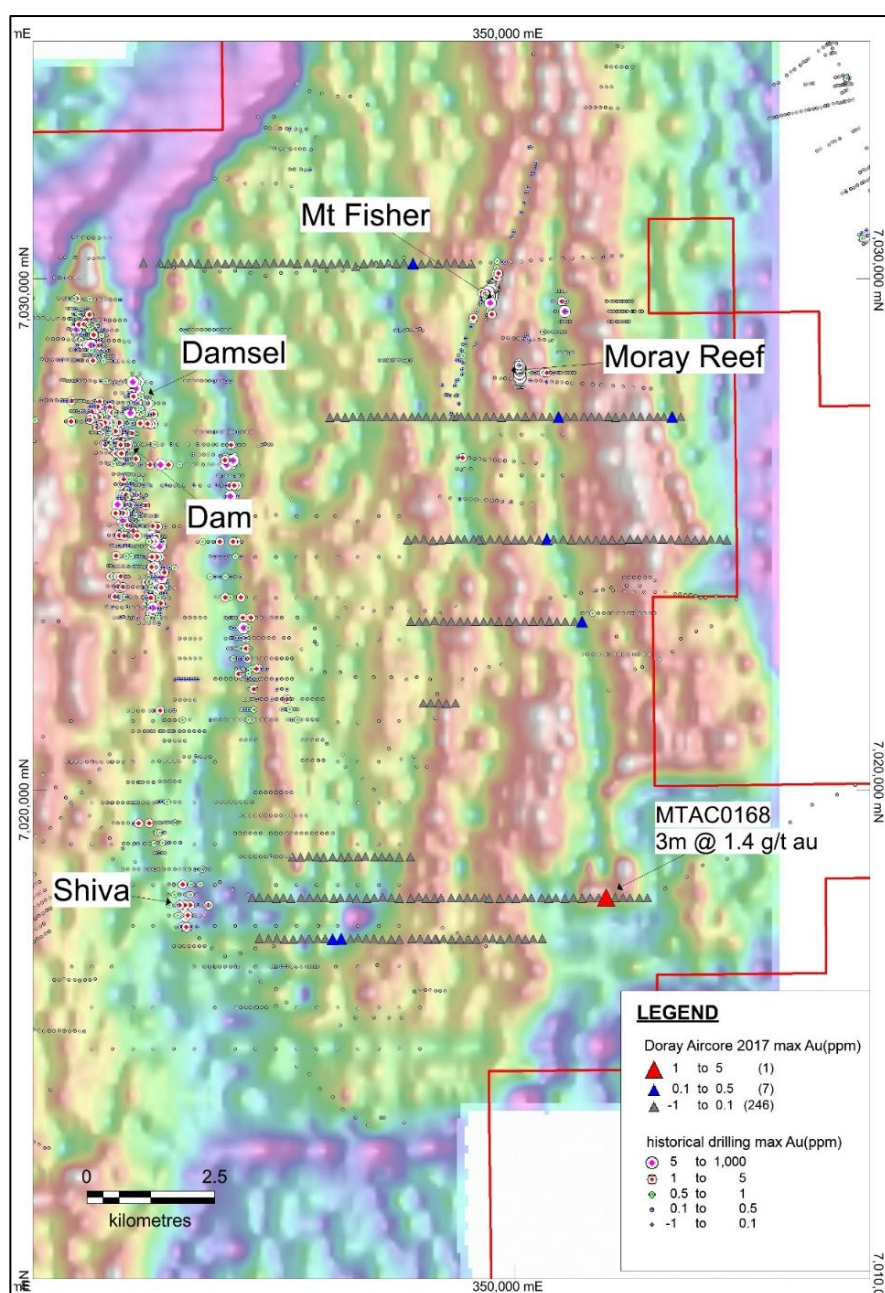 mE
350,000 mE
Mt Fisher
7,030,000 mN
7,030,000 mN
Damsel
Moray Reef
Dam
7,020,000 mN
7,020,000 mN
MTAC0168
3m @ 1.4 g/t au
Shiva
LEGEND
Doray Aircore 2017 max Au(ppm)
1 to 5 (1)
0.1 to 0.5 (7)
-1 to 0.1 (246)
historical drilling max Au(ppm)
5 to 1,000
1 to 5
0.5 to 1
0.1 to 0.5
-1 to 0.1
0 2.5
kilometres
mE
350,000 mE
7,010,0